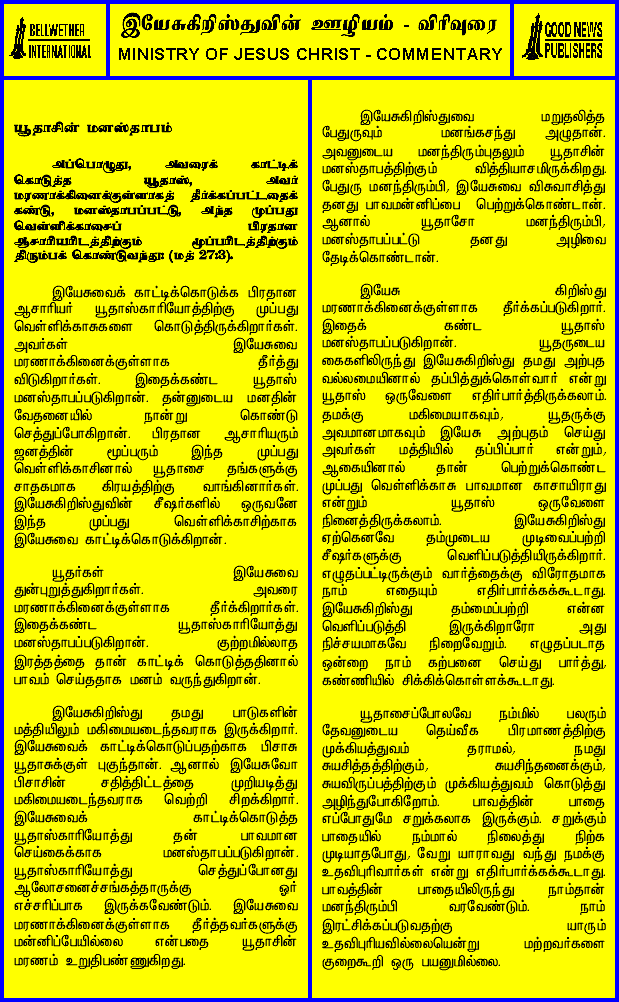 BELLWETHER
INTERNATIONAL
இயேசுகிறிஸ்துவின் ஊழியம் - விரிவுரை
MINISTRY OF JESUS CHRIST - COMMENTARY
GOOD NEWS
PUBLISHERS
யூதாசின் மனஸ்தாபம்
அப்பொழுது, அவரைக் காட்டிக்
கொடுத்த யூதாஸ், அவர்
மரணாக்கினைக்குள்ளாகத் தீர்க்கப்பட்டதைக்
கண்டு, மனஸ்தாபப்பட்டு, அந்த முப்பது
வெள்ளிக்காசைப் பிரதான
ஆசாரியரிடத்திற்கும் மூப்பரிடத்திற்கும்
திரும்பக் கொண்டுவந்து: (மத் 27:3).
இயேசுவைக் காட்டிக்கொடுக்க பிரதான
ஆசாரியர் யூதாஸ்காரியோத்திற்கு முப்பது
வெள்ளிக்காசுகளை கொடுத்திருக்கிறார்கள்.
அவர்கள் இயேசுவை
மரணாக்கினைக்குள்ளாக தீர்த்து
விடுகிறார்கள். இதைக்கண்ட யூதாஸ்
மனஸ்தாபப்படுகிறான். தன்னுடைய மனதின்
வேதனையில் நான்று கொண்டு
செத்துப்போகிறான். பிரதான ஆசாரியரும்
ஜனத்தின் மூப்பரும் இந்த முப்பது
வெள்ளிக்காசினால் யூதாசை தங்களுக்கு
சாதகமாக கிரயத்திற்கு வாங்கினார்கள்.
இயேசுகிறிஸ்துவின் சீஷர்களில் ஒருவனே
இந்த முப்பது வெள்ளிக்காசிற்காக
இயேசுவை காட்டிக்கொடுக்கிறான்.
யூதர்கள் இயேசுவை
துன்புறுத்துகிறார்கள். அவரை
மரணாக்கினைக்குள்ளாக தீர்க்கிறார்கள்.
இதைக்கண்ட யூதாஸ்காரியோத்து
மனஸ்தாபப்படுகிறான். குற்றமில்லாத
இரத்தத்தை தான் காட்டிக் கொடுத்ததினால்
பாவம் செய்ததாக மனம் வருந்துகிறான்.
இயேசுகிறிஸ்து தமது பாடுகளின்
மத்தியிலும் மகிமையடைந்தவராக இருக்கிறார்.
இயேசுவைக் காட்டிக்கொடுப்பதற்காக பிசாசு
யூதாசுக்குள் புகுந்தான். ஆனால் இயேசுவோ
பிசாசின் சதித்திட்டத்தை முறியடித்து
மகிமையடைந்தவராக வெற்றி சிறக்கிறார்.
இயேசுவைக் காட்டிக்கொடுத்த
யூதாஸ்காரியோத்து தன் பாவமான
செய்கைக்காக மனஸ்தாபப்படுகிறான்.
யூதாஸ்காரியோத்து செத்துப்போனது
ஆலோசனைச்சங்கத்தாருக்கு ஓர்
எச்சரிப்பாக இருக்கவேண்டும். இயேசுவை
மரணாக்கினைக்குள்ளாக தீர்த்தவர்களுக்கு
மன்னிப்பேயில்லை என்பதை யூதாசின்
மரணம் உறுதிபண்ணுகிறது.
இயேசுகிறிஸ்துவை மறுதலித்த
பேதுருவும் மனங்கசந்து அழுதான்.
அவனுடைய மனந்திரும்புதலும் யூதாசின்
மனஸ்தாபத்திற்கும் வித்தியாசமிருக்கிறது.
பேதுரு மனந்திரும்பி, இயேசுவை விசுவாசித்து
தனது பாவமன்னிப்பை பெற்றுக்கொண்டான்.
ஆனால் யூதாசோ மனந்திரும்பி,
மனஸ்தாபப்பட்டு தனது அழிவை
தேடிக்கொண்டான்.
இயேசு கிறிஸ்து
மரணாக்கினைக்குள்ளாக தீர்க்கப்படுகிறார்.
இதைக் கண்ட யூதாஸ்
மனஸ்தாபப்படுகிறான். யூதருடைய
கைகளிலிருந்து இயேசுகிறிஸ்து தமது அற்புத
வல்லமையினால் தப்பித்துக்கொள்வார் என்று
யூதாஸ் ஒருவேளை எதிர்பார்த்திருக்கலாம்.
தமக்கு மகிமையாகவும், யூதருக்கு
அவமானமாகவும் இயேசு அற்புதம் செய்து
அவர்கள் மத்தியில் தப்பிப்பார் என்றும்,
ஆகையினால் தான் பெற்றுக்கொண்ட
முப்பது வெள்ளிக்காசு பாவமான காசாயிராது
என்றும் யூதாஸ் ஒருவேளை
நினைத்திருக்கலாம். இயேசுகிறிஸ்து
ஏற்கெனவே தம்முடைய முடிவைப்பற்றி
சீஷர்களுக்கு வெளிப்படுத்தியிருக்கிறார்.
எழுதப்பட்டிருக்கும் வார்த்தைக்கு விரோதமாக
நாம் எதையும் எதிர்பார்க்கக்கூடாது.
இயேசுகிறிஸ்து தம்மைப்பற்றி என்ன
வெளிப்படுத்தி இருக்கிறாரோ அது
நிச்சயமாகவே நிறைவேறும். எழுதப்படாத
ஒன்றை நாம் கற்பனை செய்து பார்த்து,
கண்ணியில் சிக்கிக்கொள்ளக்கூடாது.
யூதாசைப்போலவே நம்மில் பலரும்
தேவனுடைய தெய்வீக பிரமாணத்திற்கு
முக்கியத்துவம் தராமல், நமது
சுயசித்தத்திற்கும், சுயசிந்தனைக்கும்,
சுயவிருப்பத்திற்கும் முக்கியத்துவம் கொடுத்து
அழிந்துபோகிறோம். பாவத்தின் பாதை
எப்போதுமே சறுக்கலாக இருக்கும். சறுக்கும்
பாதையில் நம்மால் நிலைத்து நிற்க
முடியாதபோது, வேறு யாராவது வந்து நமக்கு
உதவிபுரிவார்கள் என்று எதிர்பார்க்கக்கூடாது.
பாவத்தின் பாதையிலிருந்து நாம்தான்
மனந்திரும்பி வரவேண்டும். நாம்
இரட்சிக்கப்படுவதற்கு யாரும்
உதவிபுரியவில்லையென்று மற்றவர்களை
குறைகூறி ஒரு பயனுமில்லை.